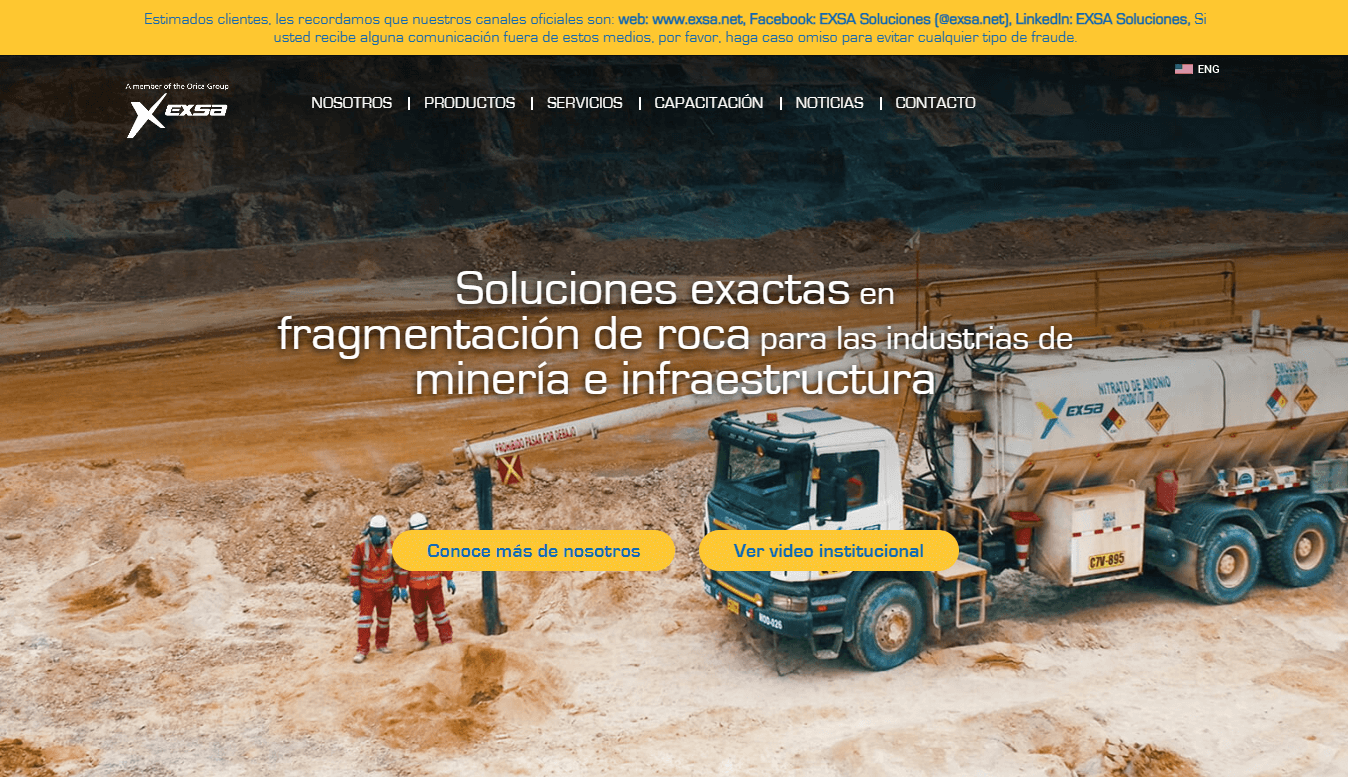 Estimados clientes, les recordamos que nuestros canales oficiales son: web: www.exsa.net, Facebook: EXSA Soluciones (@exsa.net), LinkedIn: EXSA Soluciones, Si
usted recibe alguna comunicación fuera de estos medios, por favor, haga caso omiso para evitar cualquier tipo de fraude.
ENG
A member of the Orica Group
exsa
NOSOTROS
PRODUCTOS
SERVICIOS
CAPACITACIÓN
NOTICIAS
CONTACTO
Soluciones exactas en
fragmentación de roca para las industrias de
minería e infraestructura
NITRATO DE AMONIO
EMULSION
EXSA
PROHIBIDO PASAR POR DEBAJO
AGUA
C7V-895
Conoce más de nosotros
Ver video institucional